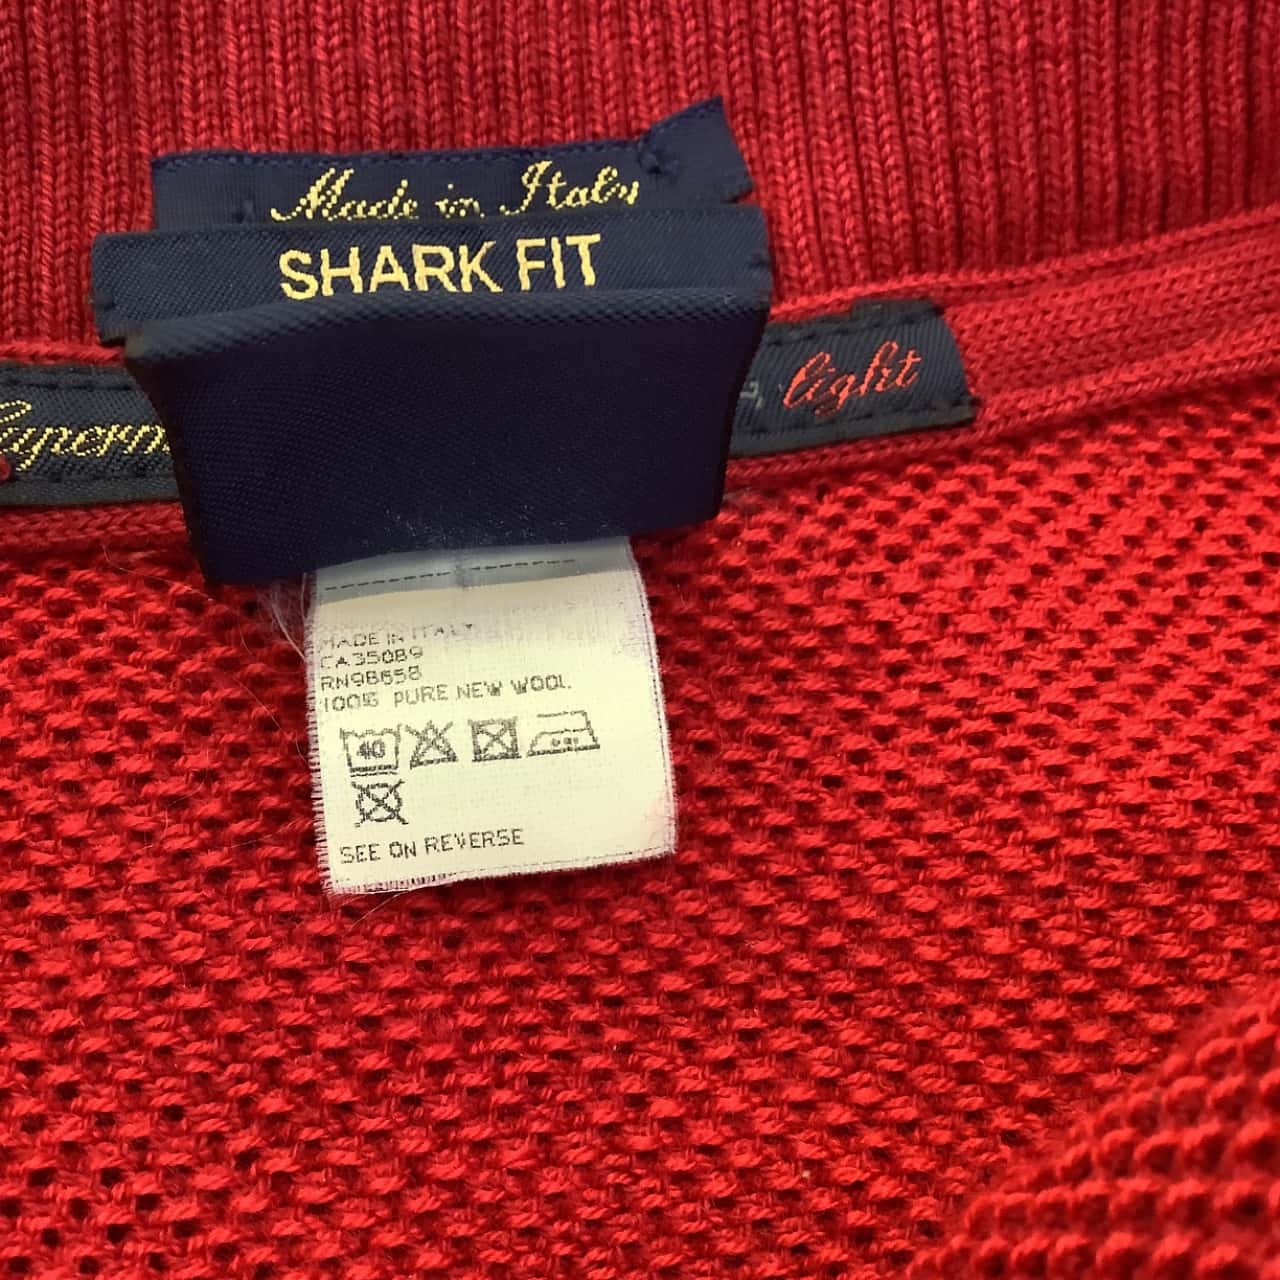 Made in Italy
SHARK FIT
light
MADE IN ITALY
CA35089
RN98658
100% PURE NEW WOOL
40
SEE ON REVERSE